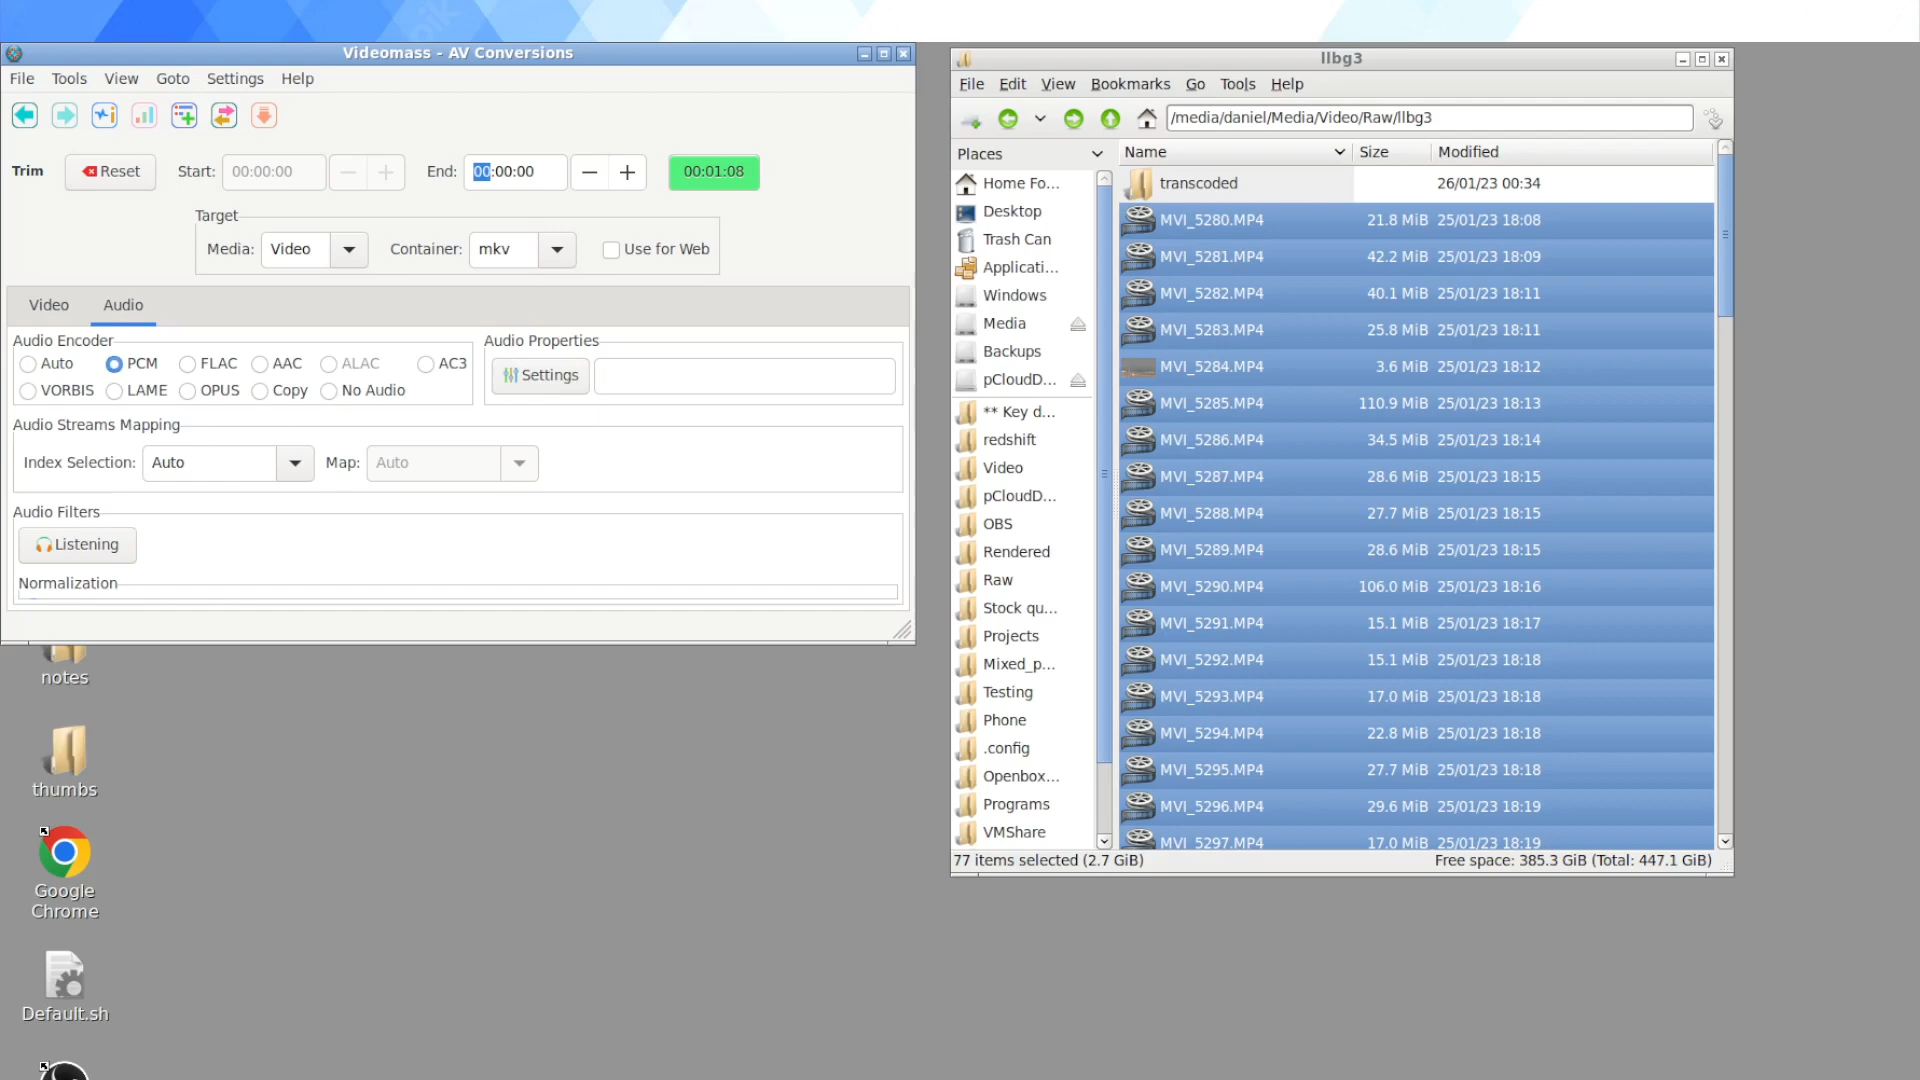 Videomass - AV Conversions
File Tools View Goto Settings Help
Trim Reset Start: 00:00:00 End: 00:00:00 00:01:08
Target
Media: Video Container: mkv Use for Web
Video Audio
Audio Encoder
Auto PCM FLAC AAC ALAC AC3
VORBIS LAME OPUS Copy No Audio
Audio Properties
Settings
Audio Streams Mapping
Index Selection: Auto Map: Auto
Audio Filters
Listening
Normalization
notes
thumbs
Google
Chrome
Default.sh
llbg3
File Edit View Bookmarks Go Tools Help
/media/daniel/Media/Video/Raw/llbg3
Places
Home Fo...
Desktop
Trash Can
Applicati...
Windows
Media
Backups
pCloudD...
** Key d...
redshift
Video
pCloudD...
OBS
Rendered
Raw
Stock qu...
Projects
Mixed_p...
Testing
Phone
.config
Openbox...
Programs
VMShare
Name Size Modified
transcoded 26/01/23 00:34
MVI_5280.MP4 21.8 MiB 25/01/23 18:08
MVI_5281.MP4 42.2 MiB 25/01/23 18:09
MVI_5282.MP4 40.1 MiB 25/01/23 18:11
MVI_5283.MP4 25.8 MiB 25/01/23 18:11
MVI_5284.MP4 3.6 MiB 25/01/23 18:12
MVI_5285.MP4 110.9 MiB 25/01/23 18:13
MVI_5286.MP4 34.5 MiB 25/01/23 18:14
MVI_5287.MP4 28.6 MiB 25/01/23 18:15
MVI_5288.MP4 27.7 MiB 25/01/23 18:15
MVI_5289.MP4 28.6 MiB 25/01/23 18:15
MVI_5290.MP4 106.0 MiB 25/01/23 18:16
MVI_5291.MP4 15.1 MiB 25/01/23 18:17
MVI_5292.MP4 15.1 MiB 25/01/23 18:18
MVI_5293.MP4 17.0 MiB 25/01/23 18:18
MVI_5294.MP4 22.8 MiB 25/01/23 18:18
MVI_5295.MP4 27.7 MiB 25/01/23 18:18
MVI_5296.MP4 29.6 MiB 25/01/23 18:19
MVI_5297.MP4 17.0 MiB 25/01/23 18:19
77 items selected (2.7 GiB) Free space: 385.3 GiB (Total: 447.1 GiB)